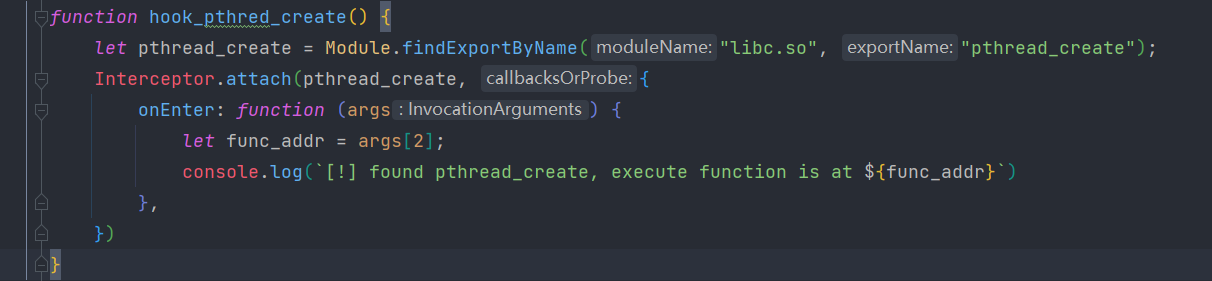 function hook_pthred_create() {
let pthread_create = Module.findExportByName( moduleName: "libc.so", exportName: "pthread_create");
Interceptor.attach(pthread_create, callbacksOrProbe: {
onEnter: function (args : InvocationArguments ) {
let func_addr = args[2];
console.log(`[!] found pthread_create, execute function is at ${func_addr}`)
},
})
}